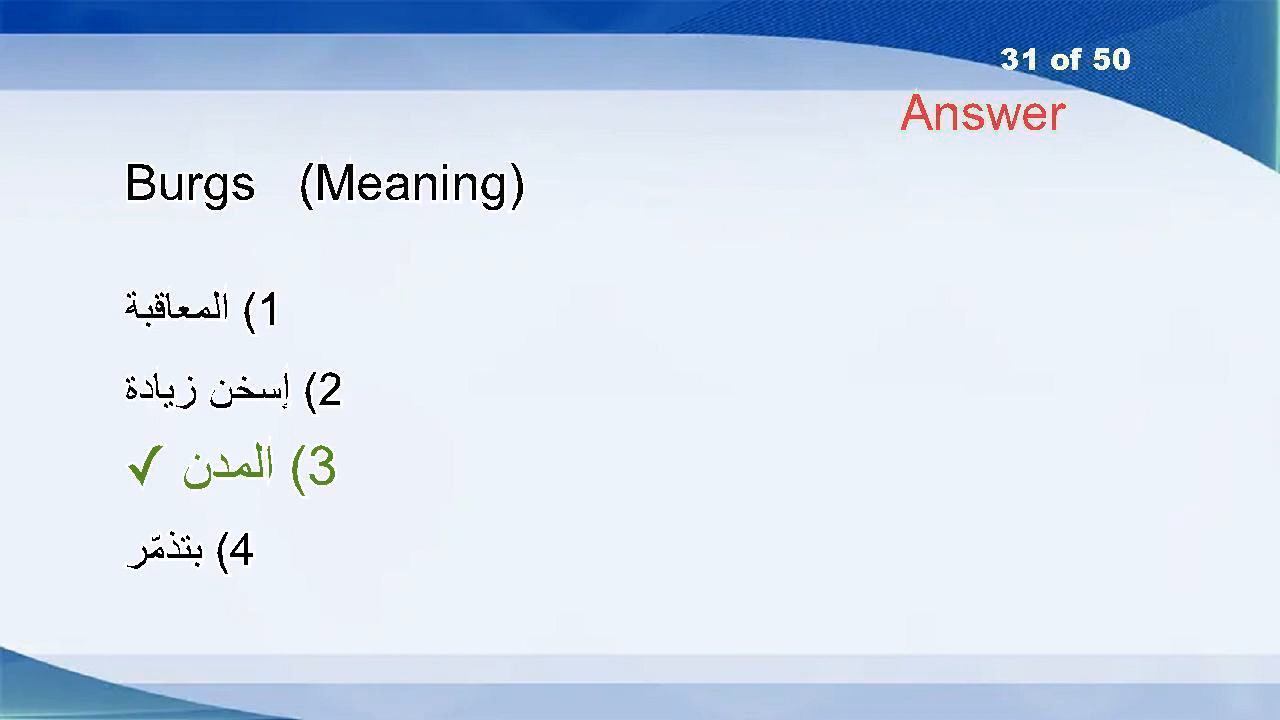 31 of 50
Answer
Burgs (Meaning)
1) المعاقبة
2) إسخن زيادة
3) المدن ✓
4) بتذمّر